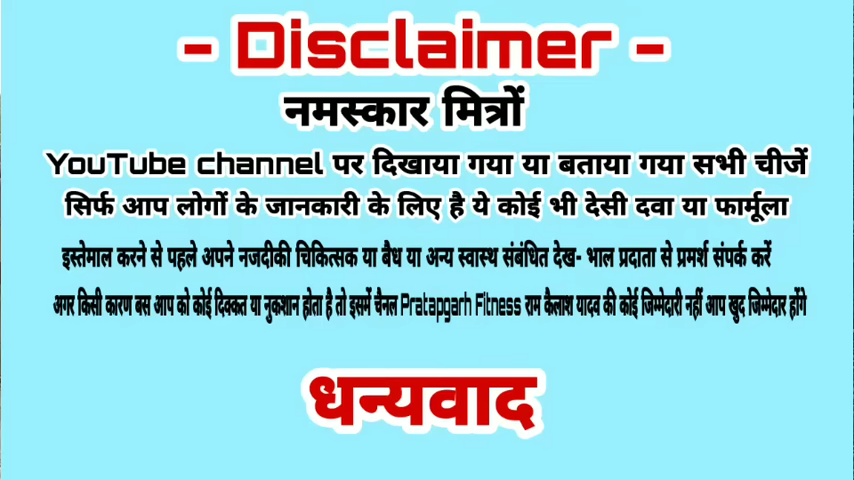 - Disclaimer -
नमस्कार मित्रों
YouTube channel पर दिखाया गया या बताया गया सभी चीजें
सिर्फ आप लोगों के जानकारी के लिए है ये कोई भी देसी दवा या फार्मूला
इस्तेमाल करने से पहले अपने नजदीकी चिकित्सक या बैध या अन्य स्वास्थ संबंधित देख- भाल प्रदाता से प्रमर्श संपर्क करें
अगर किसी कारण बस आप को कोई दिक्कत या नुकशान होता है तो इसमें चैनल Pratapgarh Fitness राम कैलाश यादव की कोई जिम्मेदारी नहीं आप खुद जिम्मेदार होंगे
धन्यवाद